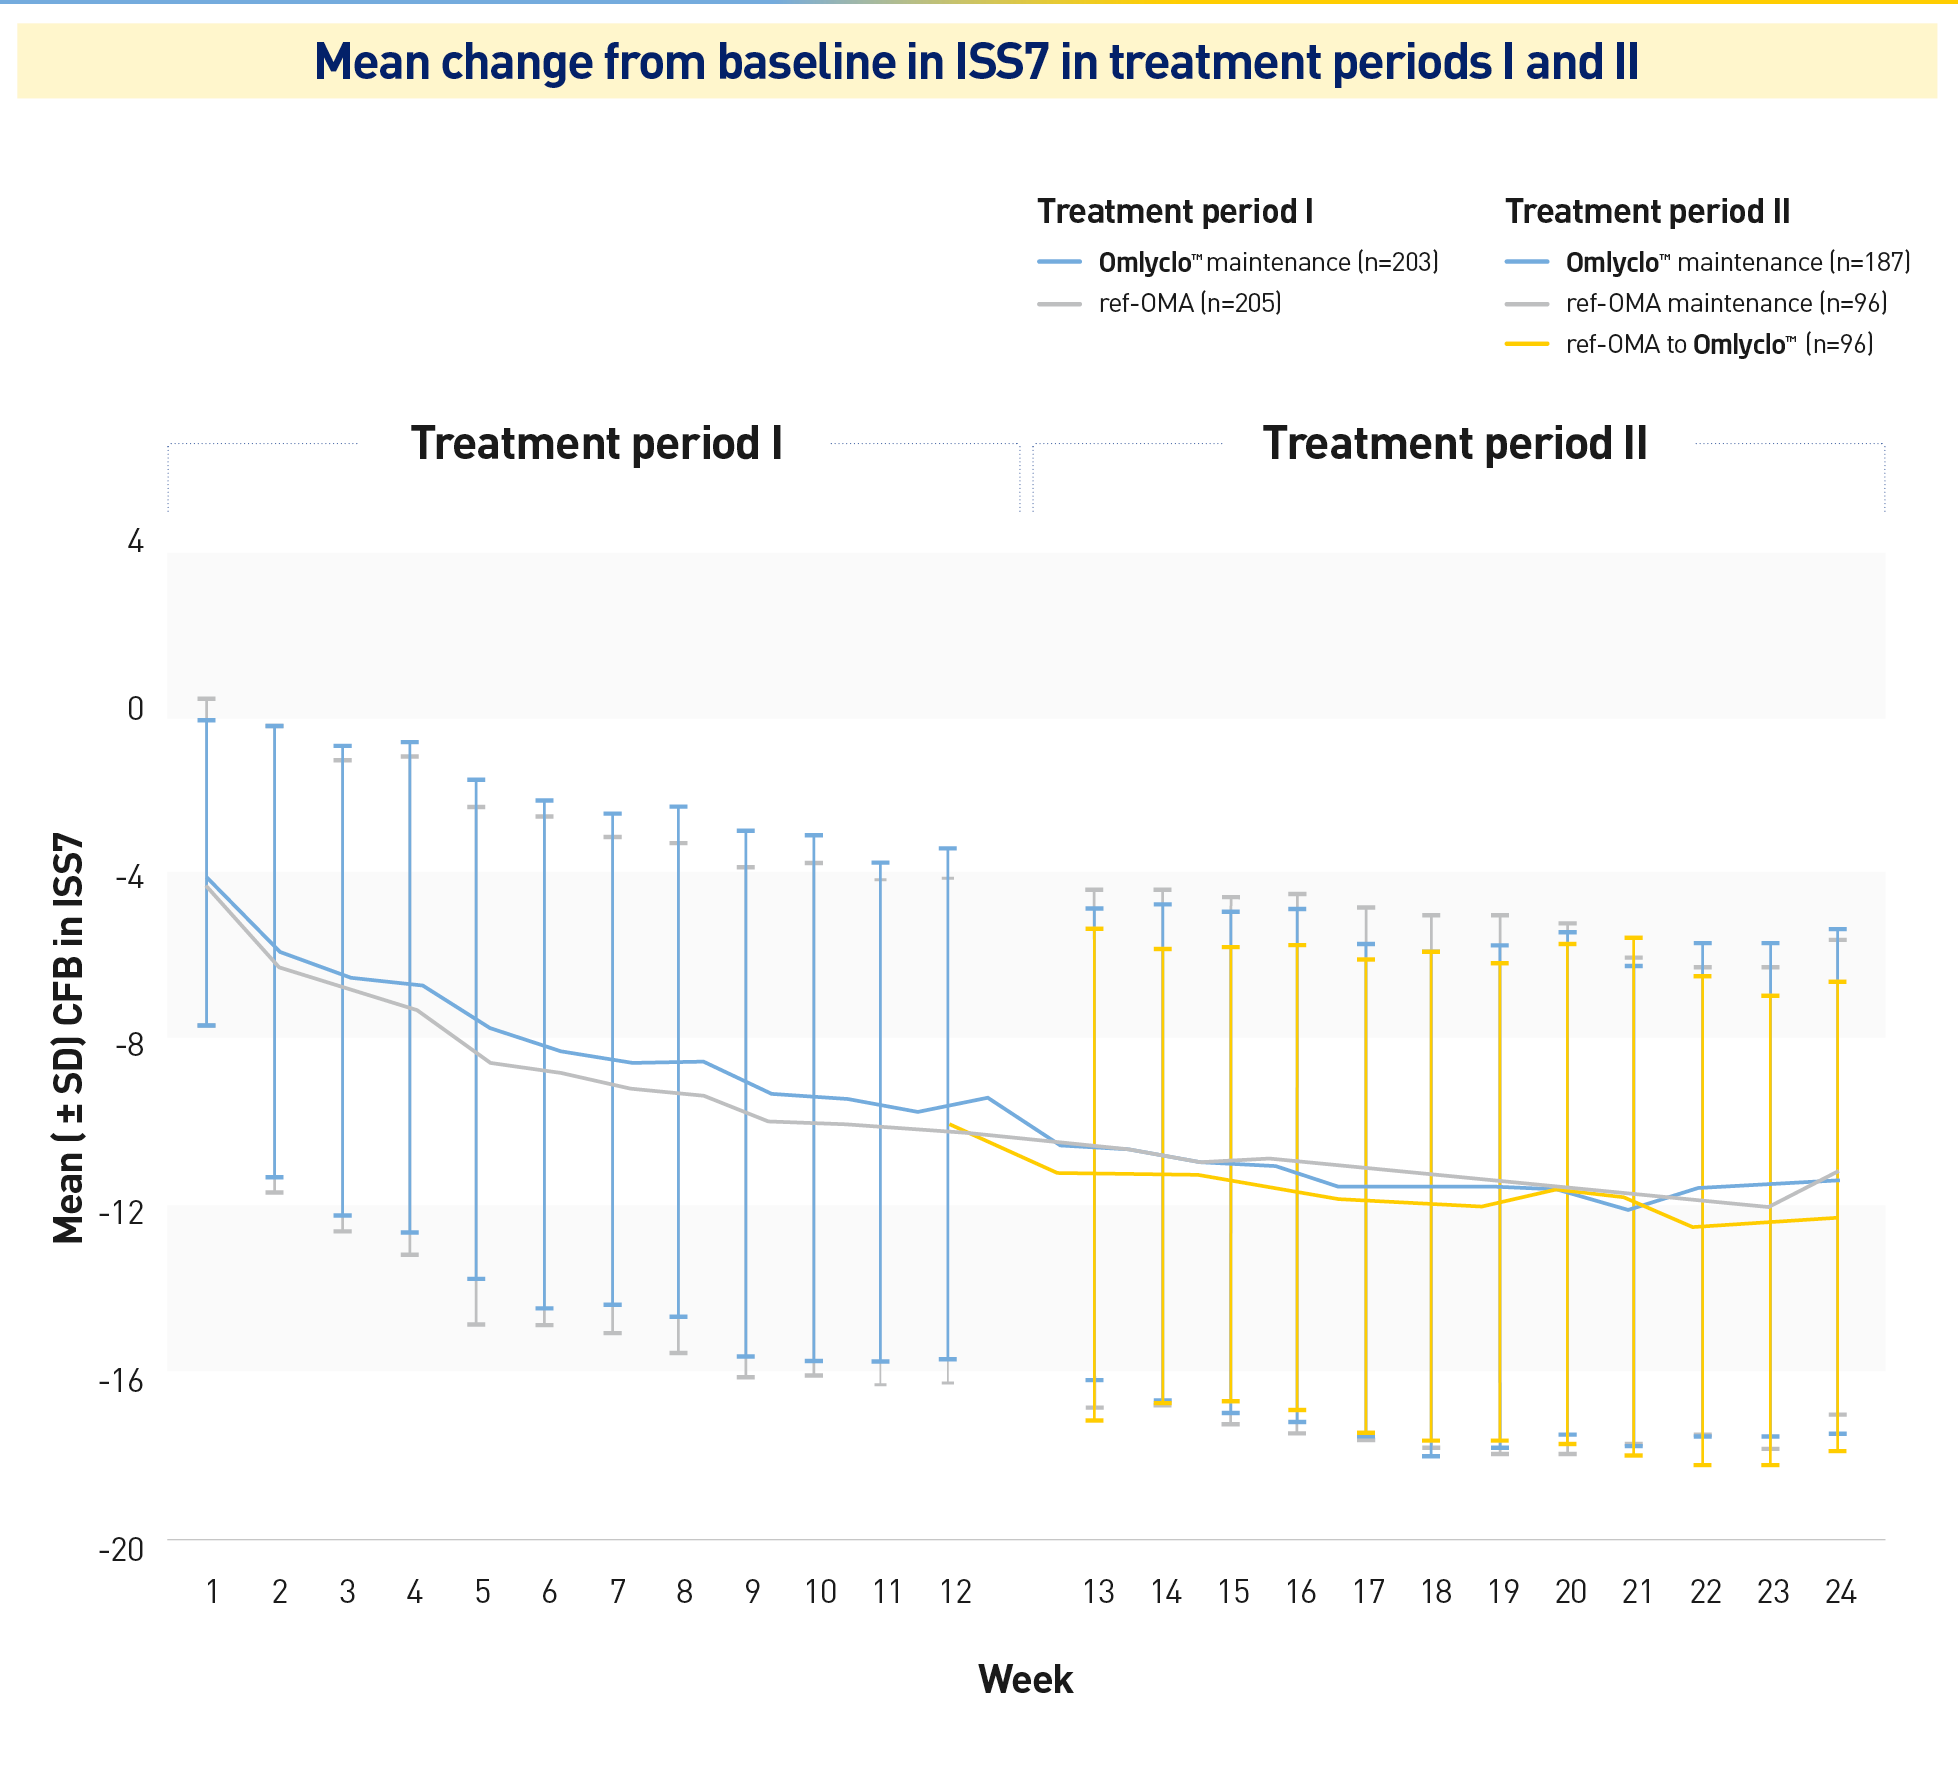 Mean change from baseline in ISS7 in treatment periods I and II
Treatment period I
Omlyclo™ maintenance (n=203)
ref-OMA (n=205)
Treatment period II
Omlyclo™ maintenance (n=187)
ref-OMA maintenance (n=96)
ref-OMA to Omlyclo™ (n=96)
Treatment period I
Treatment period II
Mean ( ± SD) CFB in ISS7
4
0
-4
-8
-12
-16
-20
1 2 3 4 5 6 7 8 9 10 11 12 13 14 15 16 17 18 19 20 21 22 23 24
Week